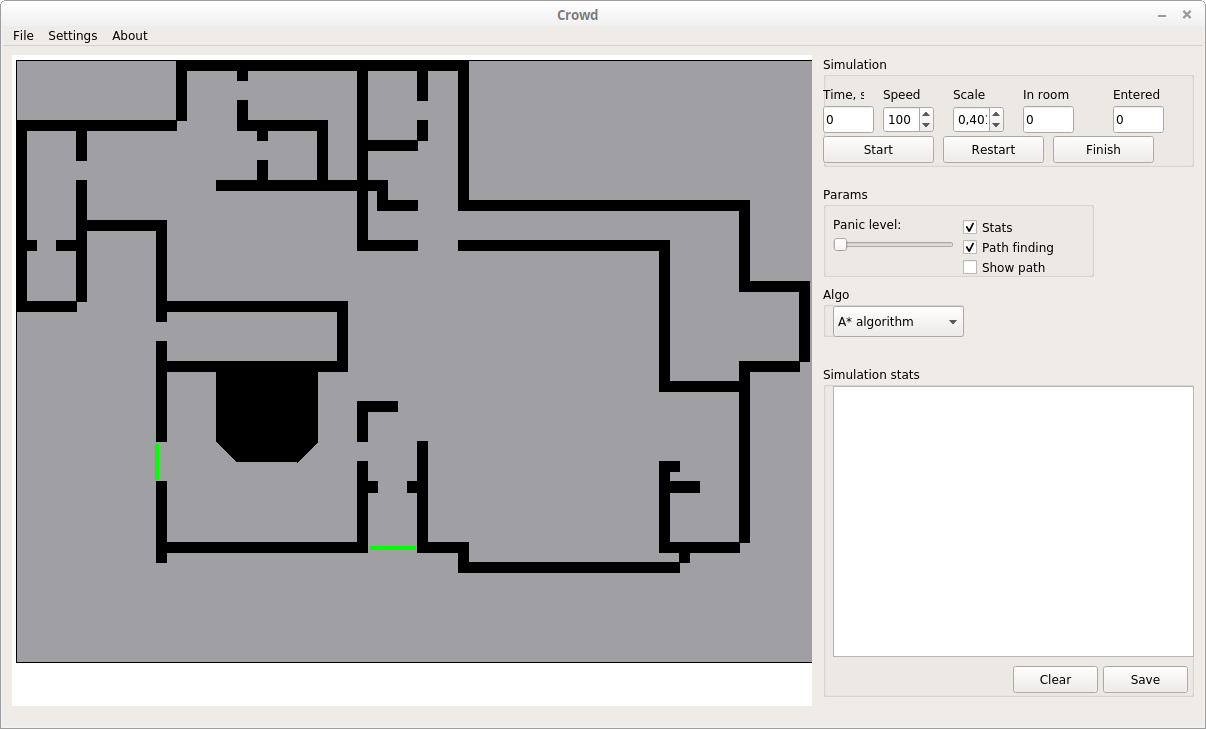 Crowd
File Settings About
Simulation
Time, s Speed Scale In room Entered
0 100 0,401 0 0
Start Restart Finish
Params
Panic level:
Stats
Path finding
Show path
Algo
A* algorithm
Simulation stats
Clear Save